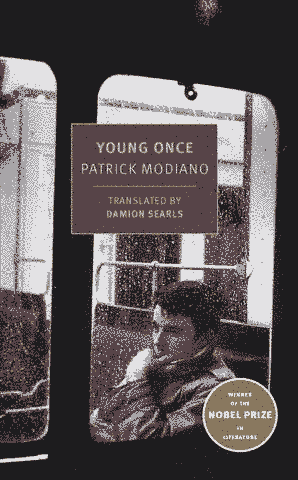 YOUNG ONCE
PATRICK MODIANO
TRANSLATED BY
DAMION SEARLS
WINNER
OF THE
NOBEL PRIZE
IN
LITERATURE